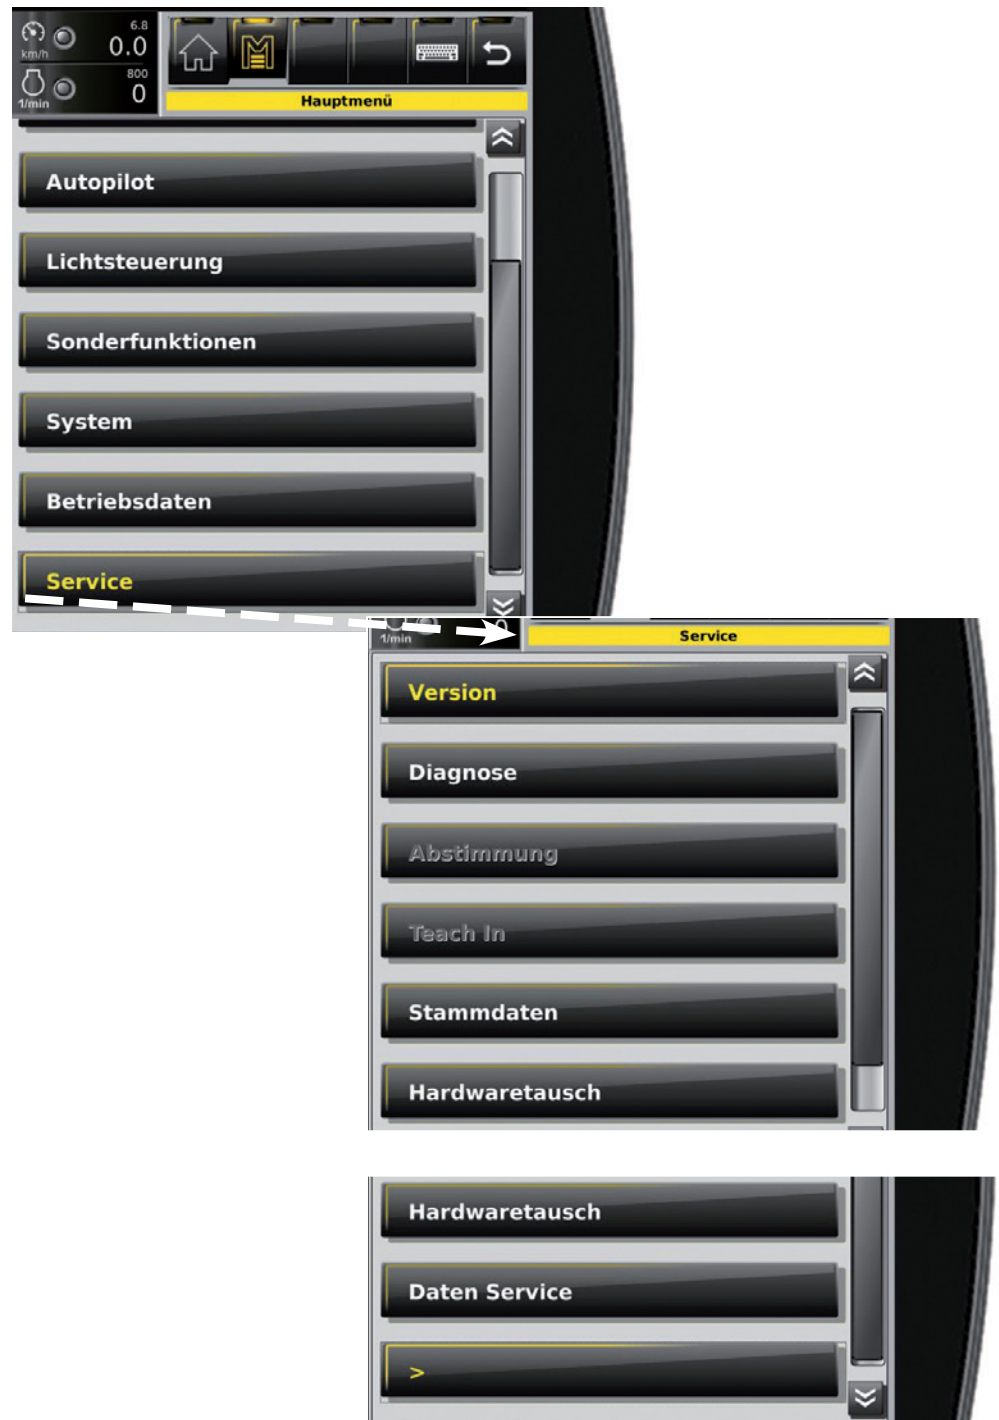 6.8
km/h 0.0
800
1/min 0
Hauptmenü
Autopilot
Lichtsteuerung
Sonderfunktionen
System
Betriebsdaten
Service
1/min
Service
Version
Diagnose
Abstimmung
Teach In
Stammdaten
Hardwaretausch
Hardwaretausch
Daten Service
>